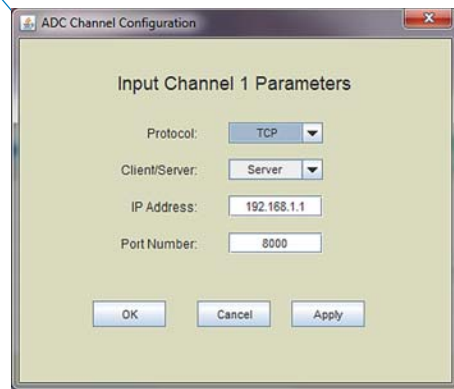 ADC Channel Configuration
Input Channel 1 Parameters
Protocol: TCP
Client/Server: Server
IP Address: 192.168.1.1
Port Number: 8000
OK Cancel Apply